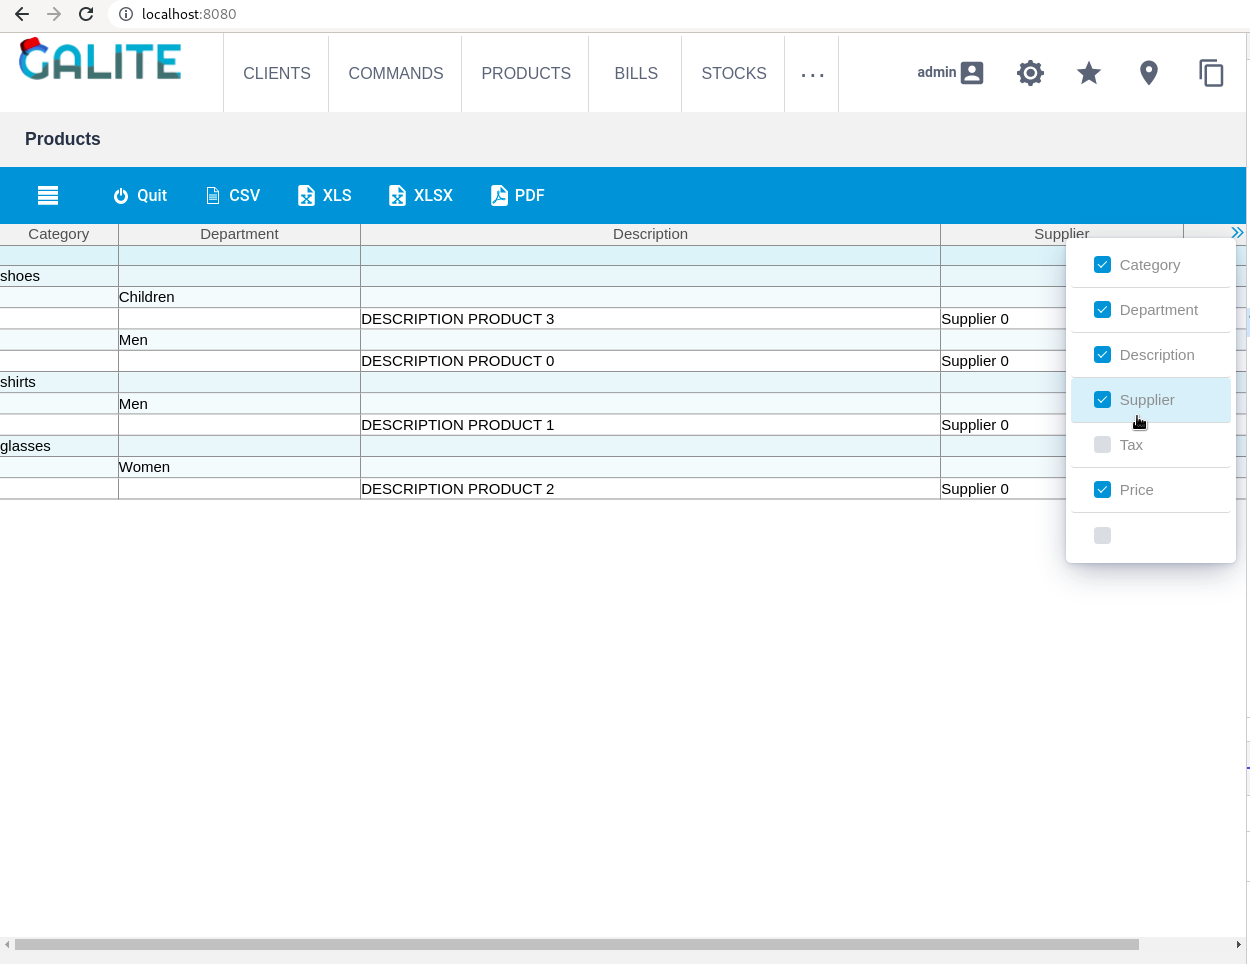 localhost:8080
GALITE
CLIENTS COMMANDS PRODUCTS BILLS STOCKS ... admin
Products
Quit CSV XLS XLSX PDF
Category Department Description Supplier
shoes
Children
DESCRIPTION PRODUCT 3 Supplier 0
Men
DESCRIPTION PRODUCT 0 Supplier 0
shirts
Men
DESCRIPTION PRODUCT 1 Supplier 0
glasses
Women
DESCRIPTION PRODUCT 2 Supplier 0
Category
Department
Description
Supplier
Tax
Price